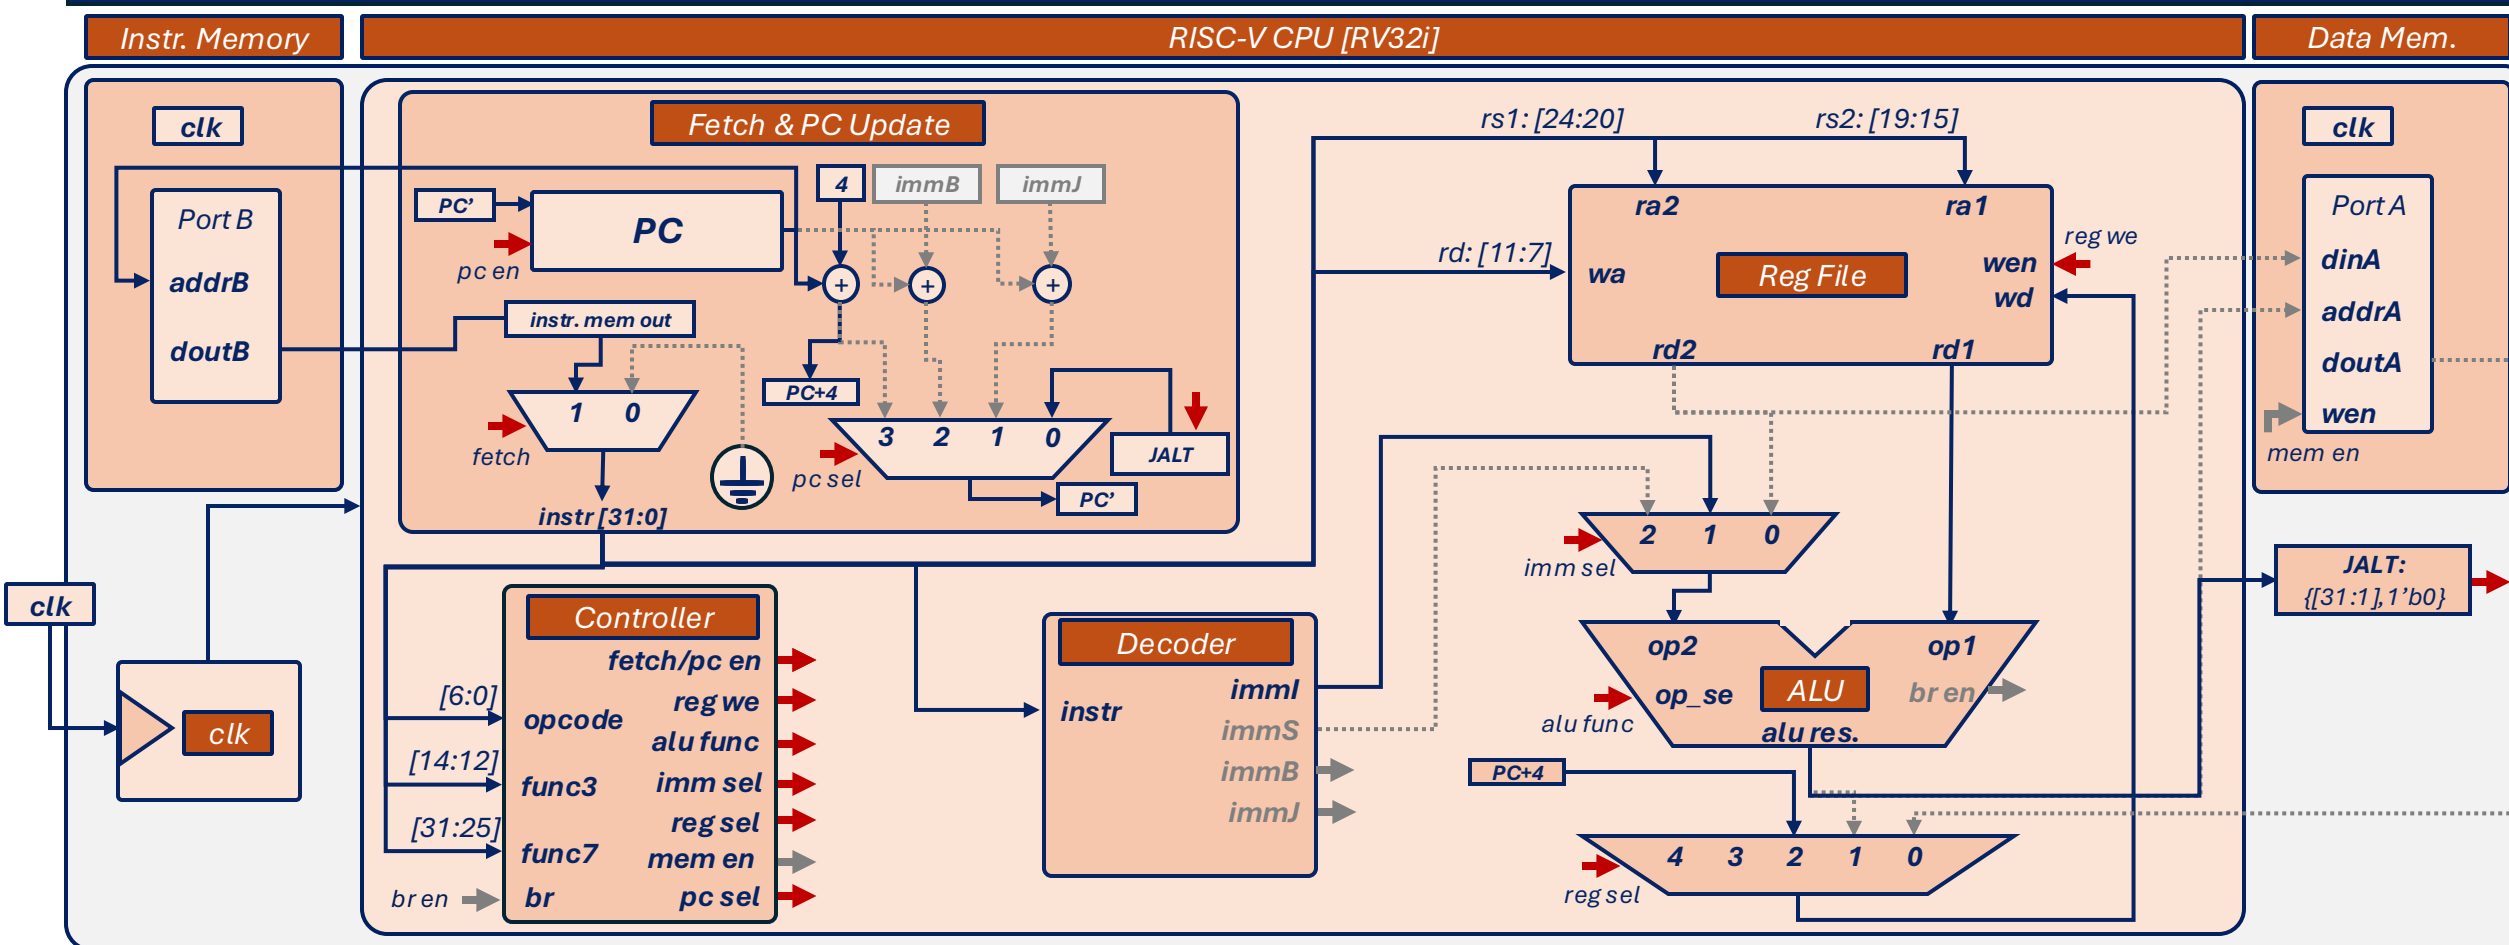 Instr. Memory
RISC-V CPU [RV32i]
Data Mem.
clk
Port B
addrB
doutB
Fetch & PC Update
PC'
pc en
PC
4
immB
immJ
+
+
+
instr. mem out
1 0
fetch
instr [31:0]
PC+4
3 2 1 0
pc sel
JALT
PC'
rs1: [24:20]
rs2: [19:15]
ra2
ra1
rd: [11:7]
wa
Reg File
reg we
wen
wd
rd2
rd1
clk
Port A
dinA
addrA
doutA
wen
mem en
2 1 0
imm sel
JALT:
{[31:1],1'b0}
clk
clk
Controller
fetch/pc en
[6:0]
opcode
reg we
alu func
[14:12]
func3
imm sel
[31:25]
reg sel
func7
mem en
br en
br
pc sel
Decoder
instr
immI
immS
immB
immJ
op2
op1
op_se
ALU
br en
alu func
alu res.
PC+4
4 3 2 1 0
reg sel